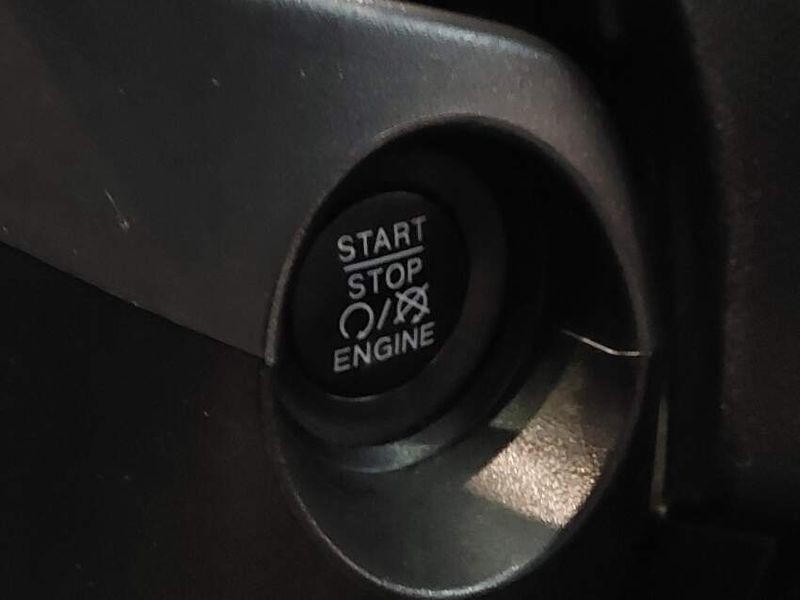 START
STOP
/
ENGINE